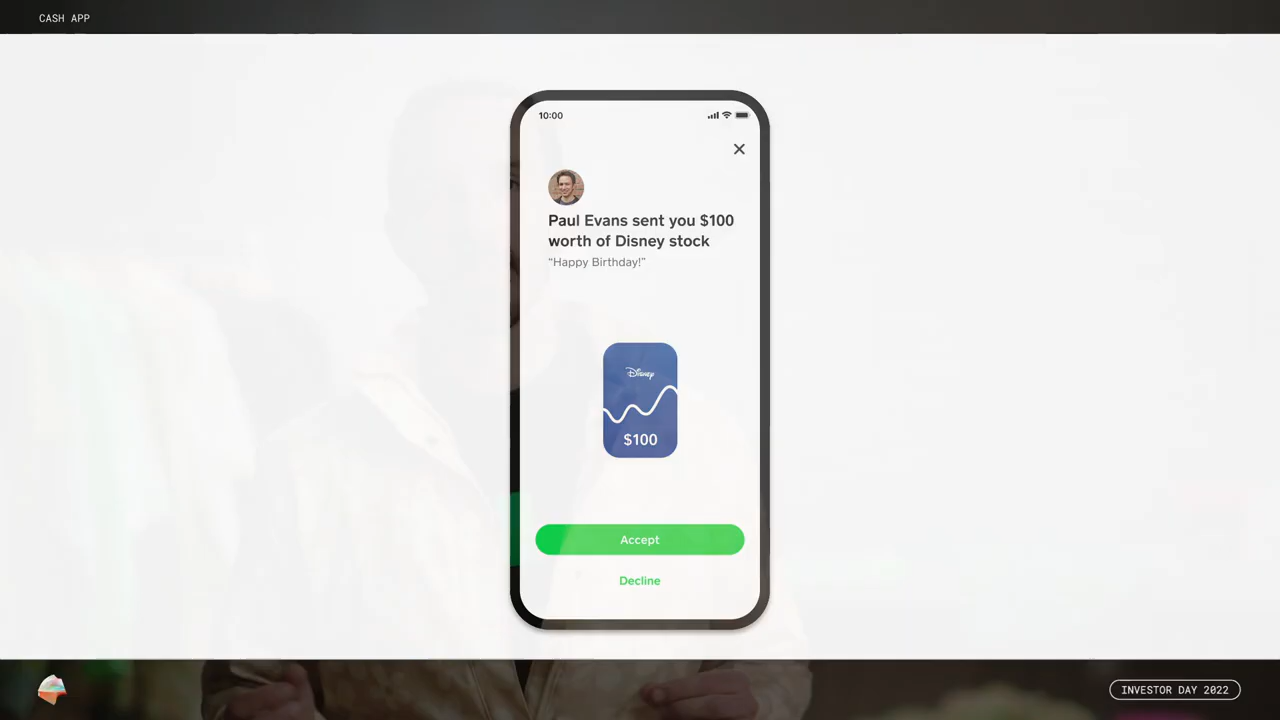 CASH APP
10:00
Paul Evans sent you $100
worth of Disney stock
“Happy Birthday!”
Disney
$100
Accept
Decline
INVESTOR DAY 2022